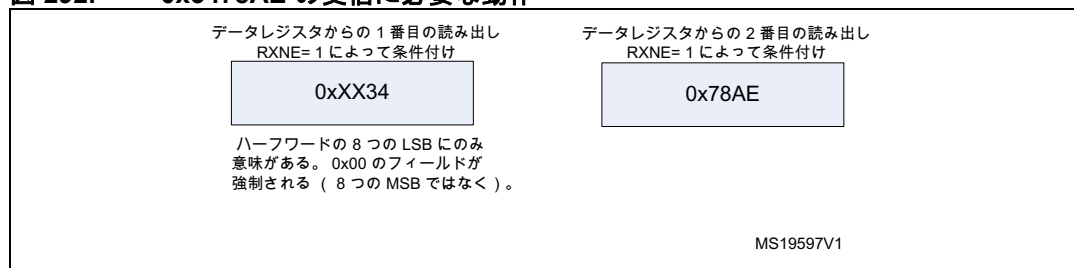 データレジスタからの 1 番目の読み出し
RXNE= 1 によって条件付け
0xXX34
ハーフワードの 8 つの LSB にのみ
意味がある。 0x00 のフィールドが
強制される ( 8 つの MSB ではなく ) 。
データレジスタからの 2 番目の読み出し
RXNE= 1 によって条件付け
0x78AE
MS19597V1